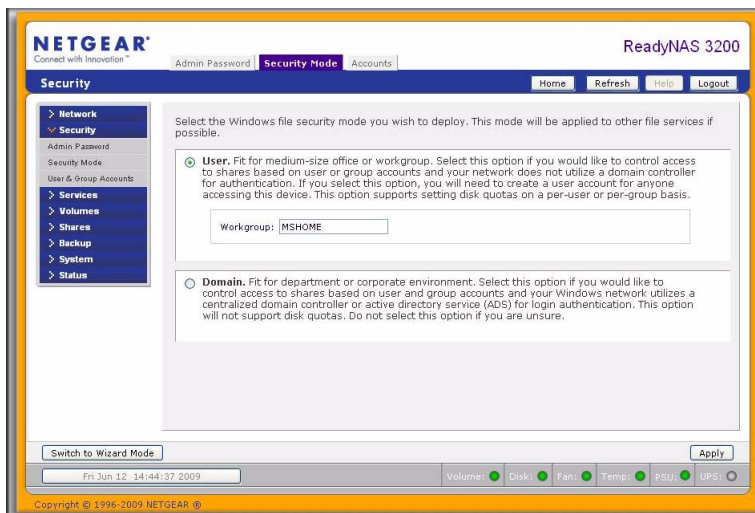 NETGEAR®
Connect with Innovation™
ReadyNAS 3200
Admin Password Security Mode Accounts
Security
Home Refresh Help Logout
> Network
Security
Admin Password
Security Mode
User & Group Accounts
> Services
> Volumes
> Shares
> Backup
> System
> Status
Select the Windows file security mode you wish to deploy. This mode will be applied to other file services if
possible.
User. Fit for medium-size office or workgroup. Select this option if you would like to control access
to shares based on user or group accounts and your network does not utilize a domain controller
for authentication. If you select this option, you will need to create a user account for anyone
accessing this device. This option supports setting disk quotas on a per-user or per-group basis.
Workgroup: MSHOME
Domain. Fit for department or corporate environment. Select this option if you would like to
control access to shares based on user and group accounts and your Windows network utilizes a
centralized domain controller or active directory service (ADS) for login authentication. This option
will not support disk quotas. Do not select this option if you are unsure.
Switch to Wizard Mode
Apply
Fri Jun 12 14:44:37 2009
Volume: Disk: Fan: Temp: PSU: UPS:
Copyright © 1996-2009 NETGEAR ®